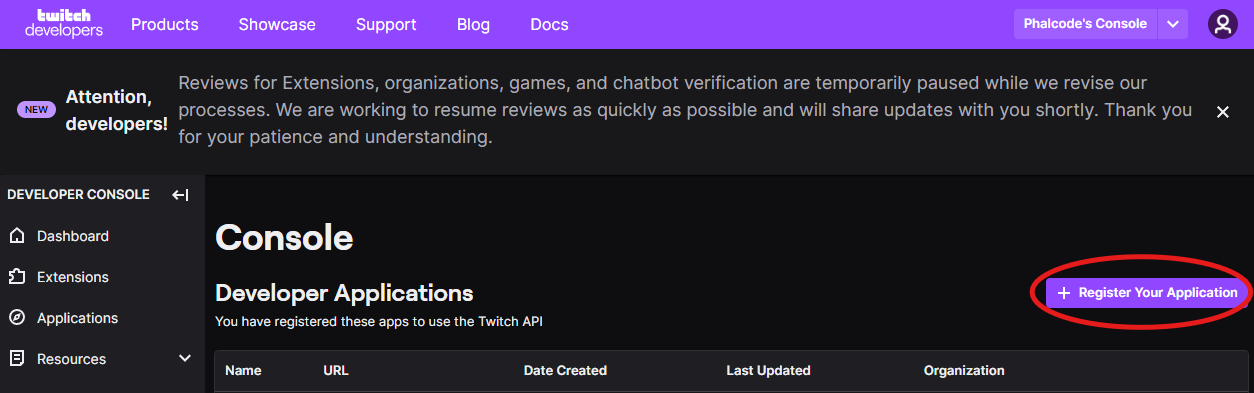 twitch
developers
Products
Showcase
Support
Blog
Docs
Phalcode's Console
NEW
Attention,
developers!
Reviews for Extensions, organizations, games, and chatbot verification are temporarily paused while we revise our
processes. We are working to resume reviews as quickly as possible and will share updates with you shortly. Thank you
for your patience and understanding.
DEVELOPER CONSOLE
Dashboard
Extensions
Applications
Resources
Console
Developer Applications
You have registered these apps to use the Twitch API
+ Register Your Application
Name
URL
Date Created
Last Updated
Organization